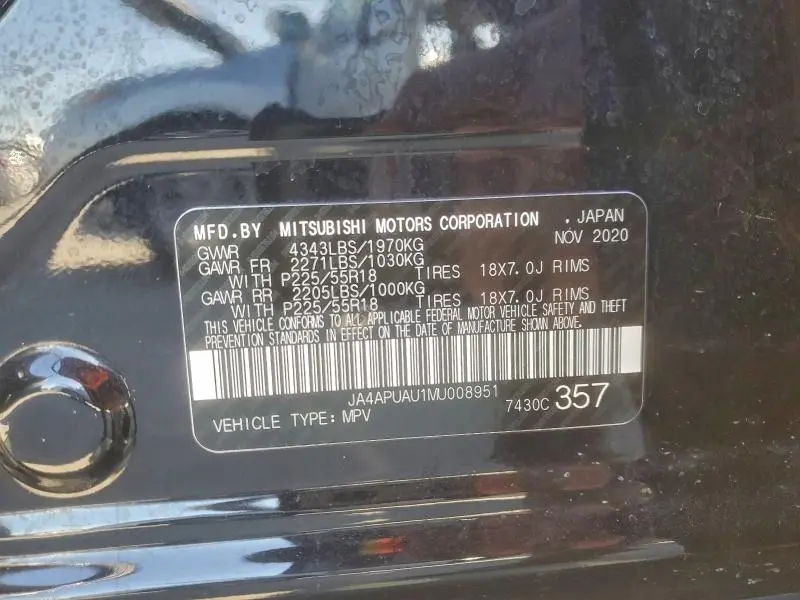 MFD.BY MITSUBISHI MOTORS CORPORATION . JAPAN
GVWR 4343LBS/1970KG NOV 2020
GAWR FR 2271LBS/1030KG
WITH P225/55R18 TIRES 18X7.0J RIMS
GAWR RR 2205LBS/1000KG
WITH P225/55R18 TIRES 18X7.0J RIMS
THIS VEHICLE CONFORMS TO ALL APPLICABLE FEDERAL MOTOR VEHICLE SAFETY AND THEFT
PREVENTION STANDARDS IN EFFECT ON THE DATE OF MANUFACTURE SHOWN ABOVE.
JA4APUAU1MU008951 7430C 357
VEHICLE TYPE: MPV